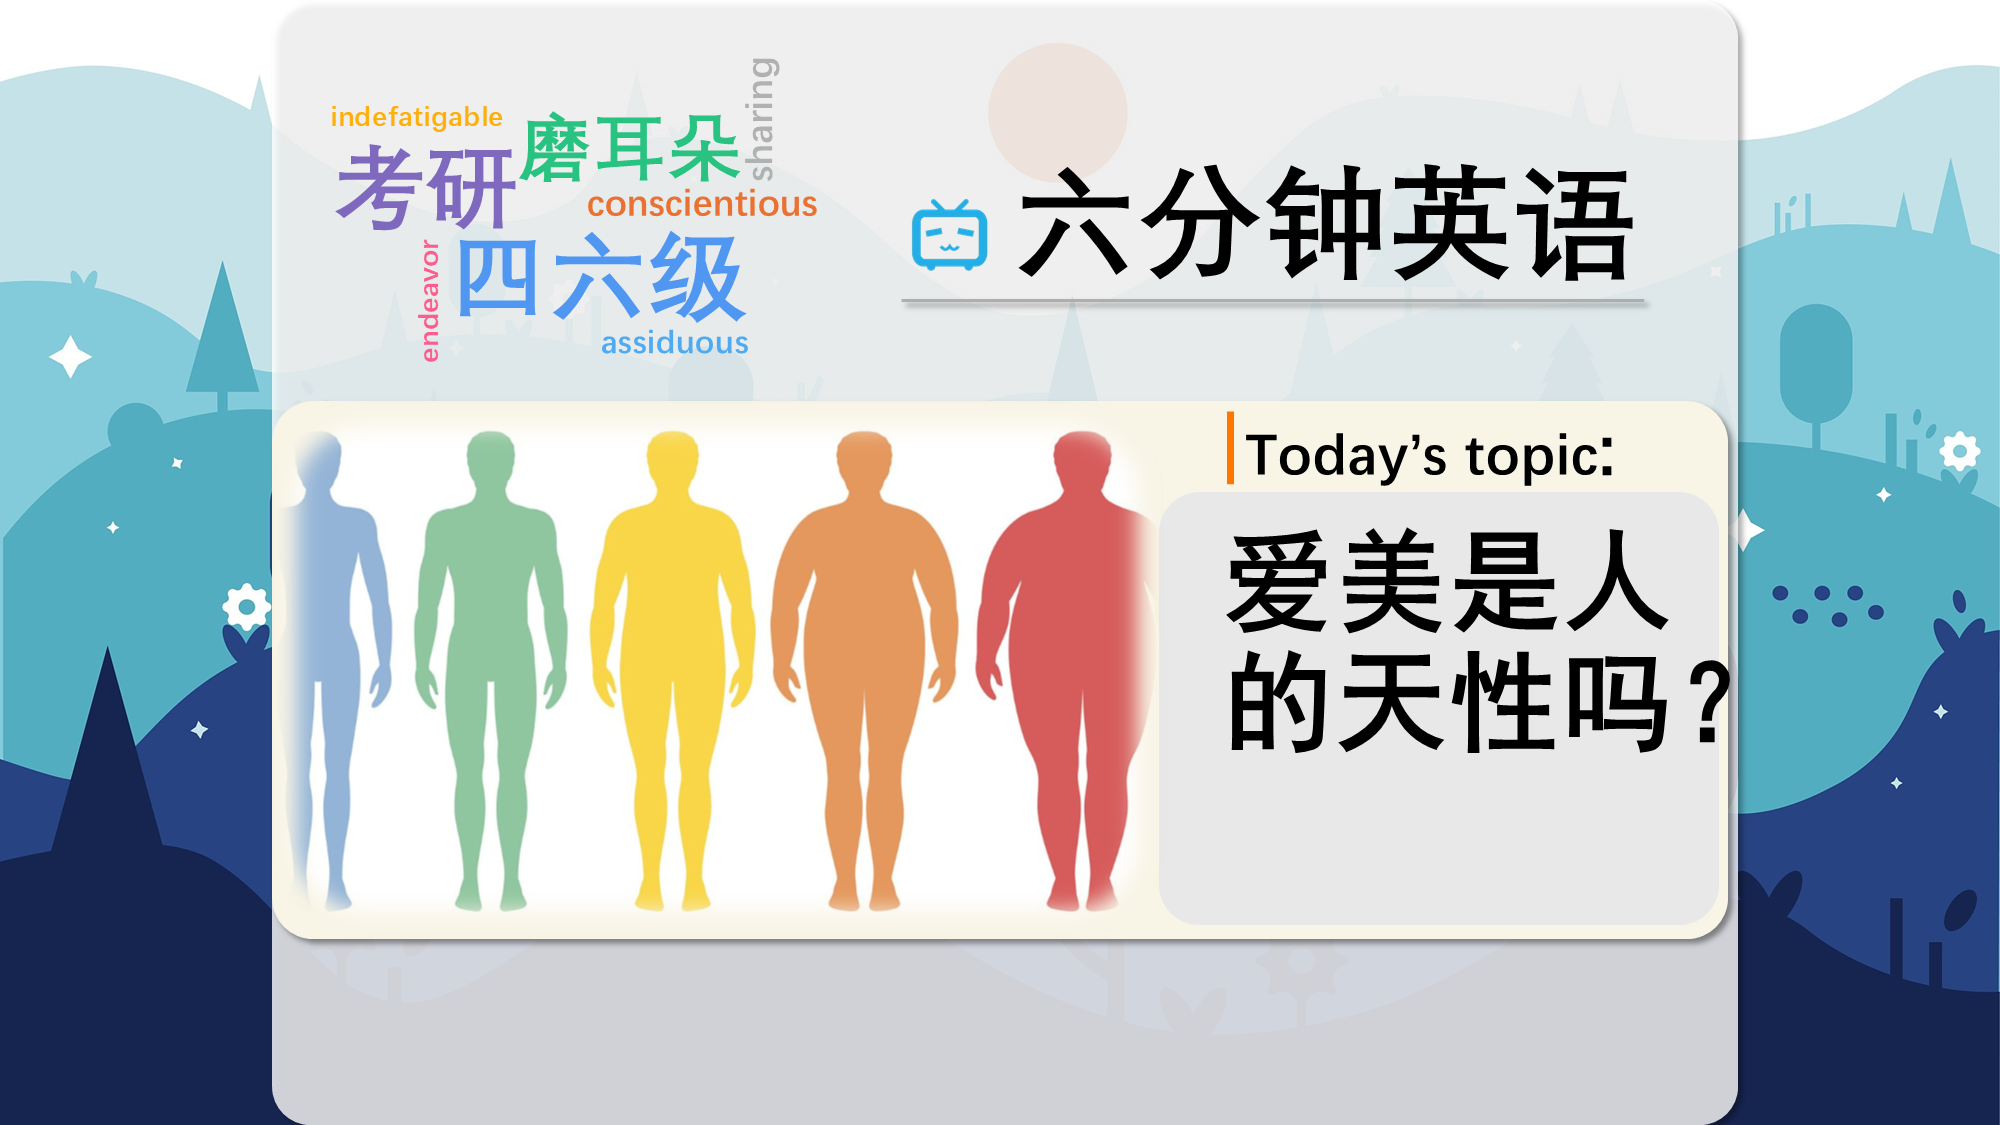 indefatigable
考研
磨耳朵
sharing
conscientious
endeavor
四六级
assiduous
六分钟英语
Today’s topic:
爱美是人
的天性吗?